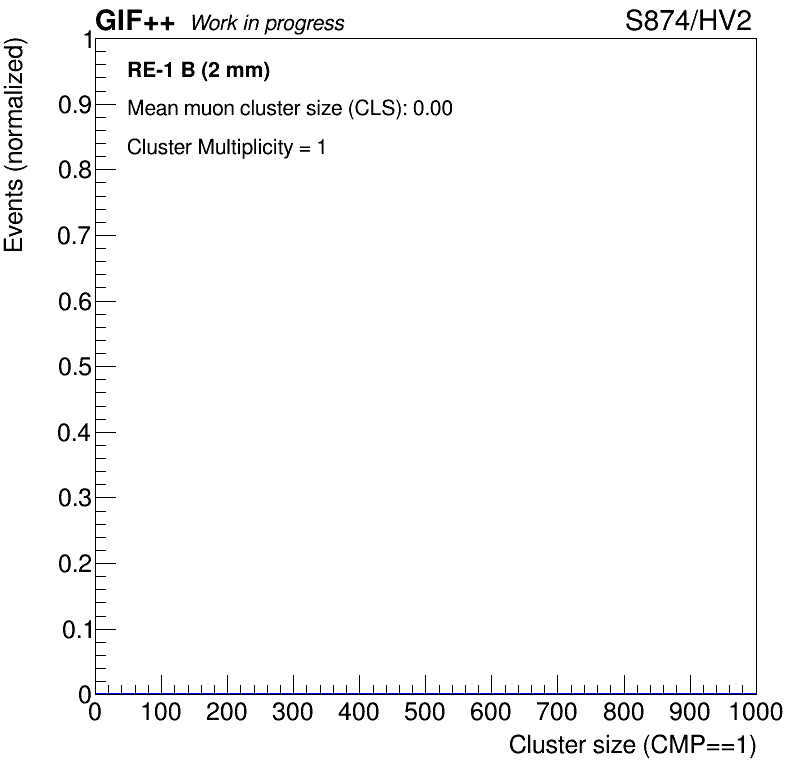 GIF++ Work in progress S874/HV2
Events (normalized)
RE-1 B (2 mm)
Mean muon cluster size (CLS): 0.00
Cluster Multiplicity = 1
1
0.9
0.8
0.7
0.6
0.5
0.4
0.3
0.2
0.1
0
0 100 200 300 400 500 600 700 800 900 1000
Cluster size (CMP==1)